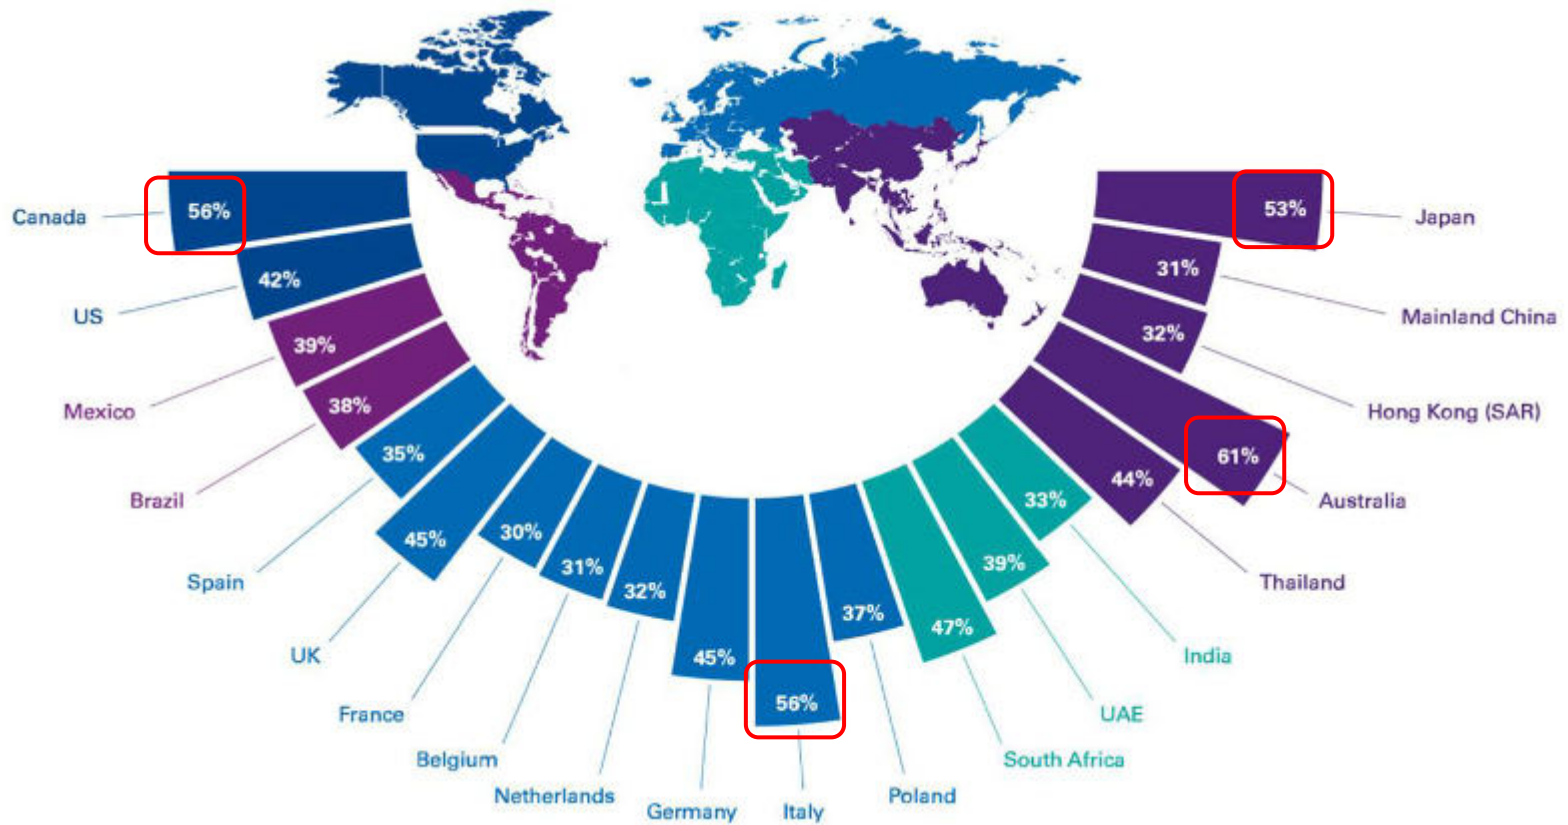 Canada
56%
US
42%
Mexico
39%
Brazil
38%
Spain
35%
UK
45%
France
30%
Belgium
31%
Netherlands
32%
Germany
45%
Italy
56%
Poland
37%
South Africa
47%
UAE
39%
India
33%
Thailand
44%
Australia
61%
Hong Kong (SAR)
32%
Mainland China
31%
Japan
53%